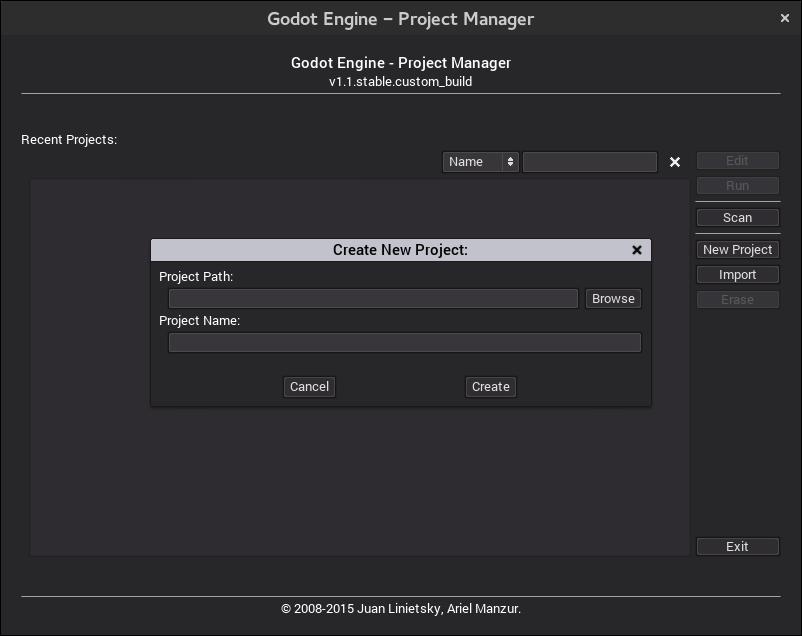 Godot Engine – Project Manager
Godot Engine - Project Manager
v1.1.stable.custom_build
Recent Projects:
Name
Edit
Run
Scan
New Project
Import
Erase
Create New Project:
Project Path:
Browse
Project Name:
Cancel Create
Exit
© 2008-2015 Juan Linietsky, Ariel Manzur.